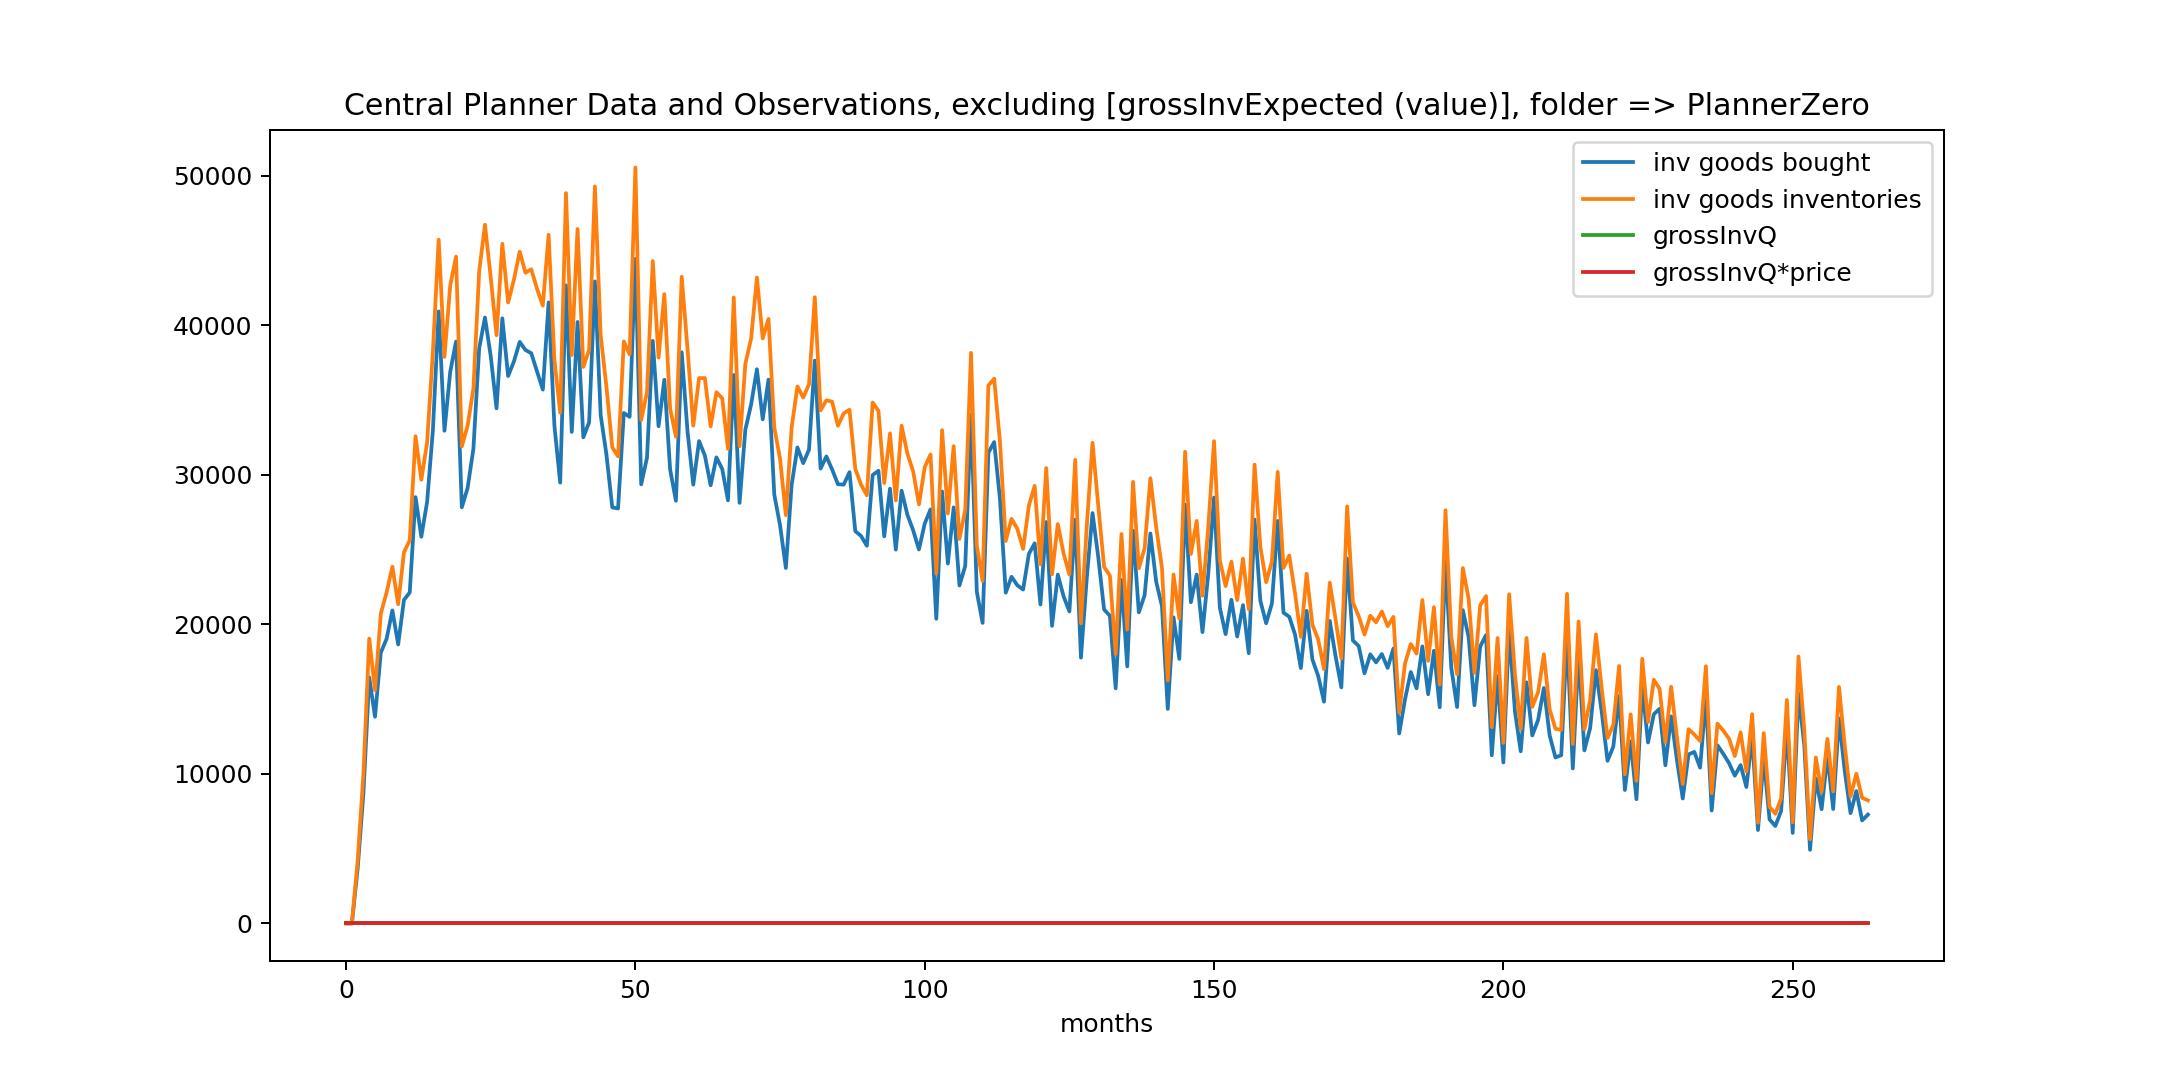 Central Planner Data and Observations, excluding [grossInvExpected (value)], folder => PlannerZero
inv goods bought
inv goods inventories
grossInvQ
grossInvQ*price
50000
40000
30000
20000
10000
0
0 50 100 150 200 250
months